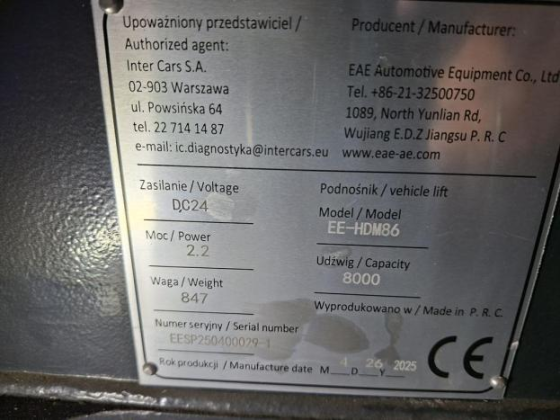 Upoważniony przedstawiciel /
Authorized agent:
Inter Cars S.A.
02-903 Warszawa
ul. Powsińska 64
tel. 22 714 14 87
e-mail: ic.diagnostyka@intercars.eu
Producent / Manufacturer:
EAE Automotive Equipment Co., Ltd
Tel. +86-21-32500750
1089, North Yunlian Rd,
Wujiang E.D.Z Jiangsu P. R. C
www.eae-ae.com
Zasilanie / Voltage
DC24
Moc / Power
2.2
Waga / Weight
847
Numer seryjny / Serial number
EESP250400029-1
Rok produkcji / Manufacture date M 4 D 26 Y 2025
Podnośnik / vehicle lift
Model / Model
EE-HDM86
Udźwig / Capacity
8000
Wyprodukowano w / Made in P. R. C.
CE